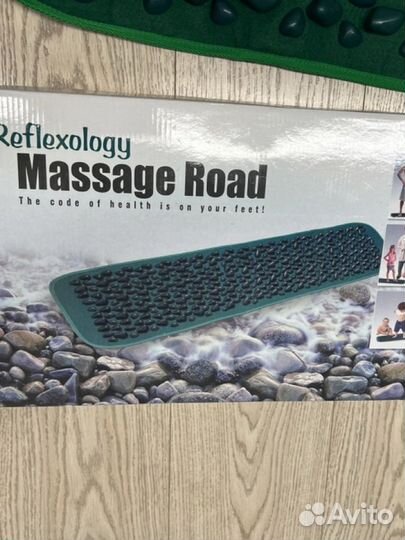 Reflexology
Massage Road
The code of health is on your feet!
Avito